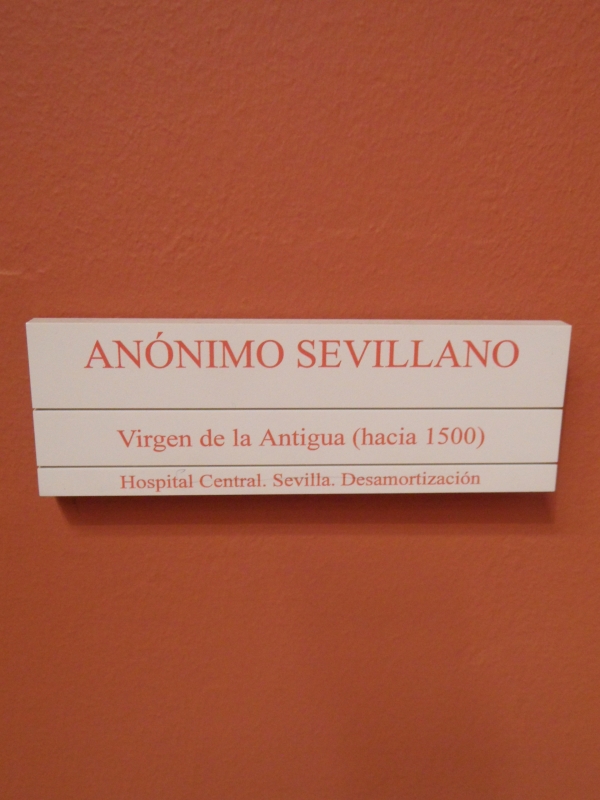 ANÓNIMO SEVILLANO
Virgen de la Antigua (hacia 1500)
Hospital Central. Sevilla. Desamortización